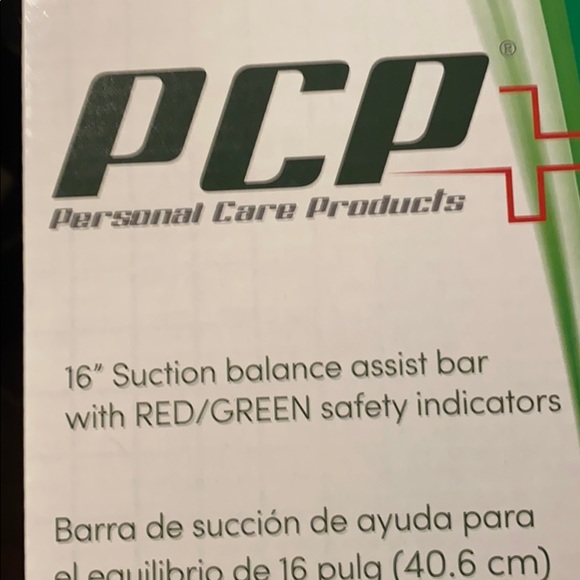 PCP®
Personal Care Products
16" Suction balance assist bar
with RED/GREEN safety indicators
Barra de succión de ayuda para
el equilibrio de 16 pulg (40.6 cm)